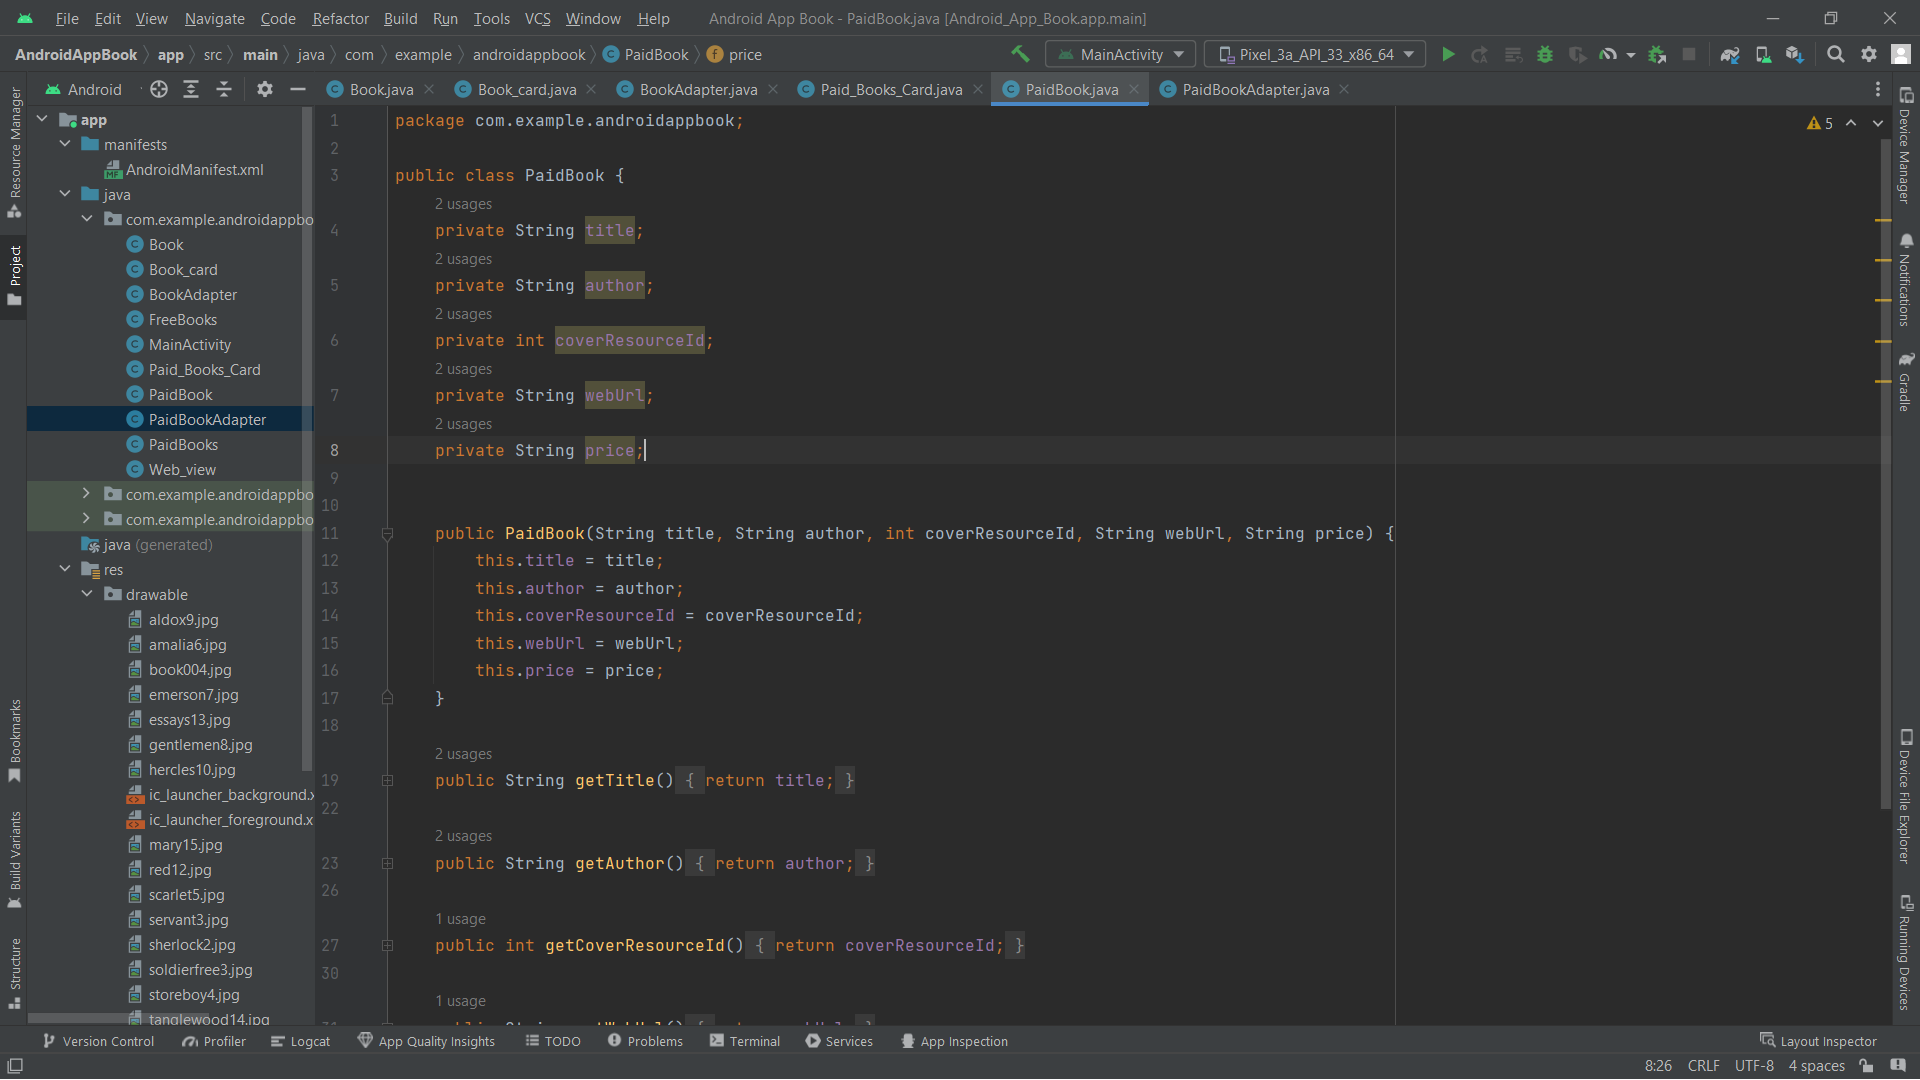 File Edit View Navigate Code Refactor Build Run Tools VCS Window Help Android App Book - PaidBook.java [Android_App_Book.app.main]
AndroidAppBook app src main java com example androidappbook PaidBook price MainActivity Pixel_3a_API_33_x86_64
Android Book.java Book_card.java BookAdapter.java Paid_Books_Card.java PaidBook.java PaidBookAdapter.java
Resource Manager
Project
Bookmarks
Build Variants
Structure
app
manifests
AndroidManifest.xml
java
com.example.androidappbo
Book
Book_card
BookAdapter
FreeBooks
MainActivity
Paid_Books_Card
PaidBook
PaidBookAdapter
PaidBooks
Web_view
com.example.androidappbo
com.example.androidappbo
java (generated)
res
drawable
aldox9.jpg
amalia6.jpg
book004.jpg
emerson7.jpg
essays13.jpg
gentlemen8.jpg
hercles10.jpg
ic_launcher_background.x
ic_launcher_foreground.x
mary15.jpg
red12.jpg
scarlet5.jpg
servant3.jpg
sherlock2.jpg
soldierfree3.jpg
storeboy4.jpg
tanglewood14.jpg
5
1 package com.example.androidappbook;
2
3 public class PaidBook {
2 usages
4 private String title;
2 usages
5 private String author;
2 usages
6 private int coverResourceId;
2 usages
7 private String webUrl;
2 usages
8 private String price;
9
10
11 public PaidBook(String title, String author, int coverResourceId, String webUrl, String price) {
12 this.title = title;
13 this.author = author;
14 this.coverResourceId = coverResourceId;
15 this.webUrl = webUrl;
16 this.price = price;
17 }
18
2 usages
19 public String getTitle() { return title; }
22
2 usages
23 public String getAuthor() { return author; }
26
1 usage
27 public int getCoverResourceId() { return coverResourceId; }
30
1 usage
Device Manager
Notifications
Gradle
Device File Explorer
Running Devices
Version Control Profiler Logcat App Quality Insights TODO Problems Terminal Services App Inspection Layout Inspector
8:26 CRLF UTF-8 4 spaces